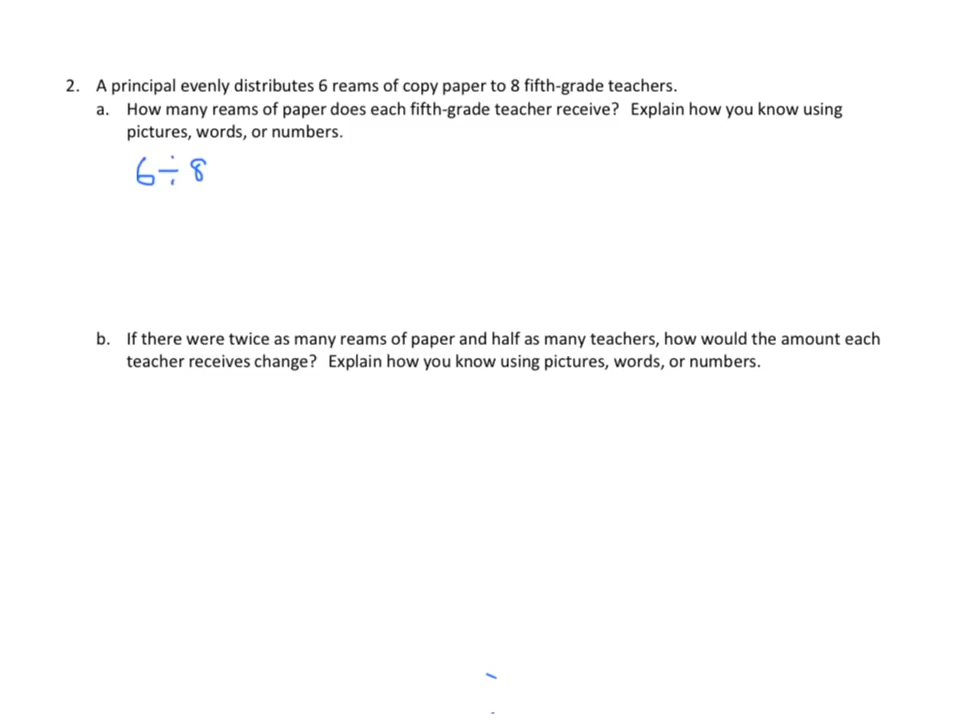 2. A principal evenly distributes 6 reams of copy paper to 8 fifth-grade teachers.
a. How many reams of paper does each fifth-grade teacher receive? Explain how you know using
pictures, words, or numbers.
6 ÷ 8
b. If there were twice as many reams of paper and half as many teachers, how would the amount each
teacher receives change? Explain how you know using pictures, words, or numbers.